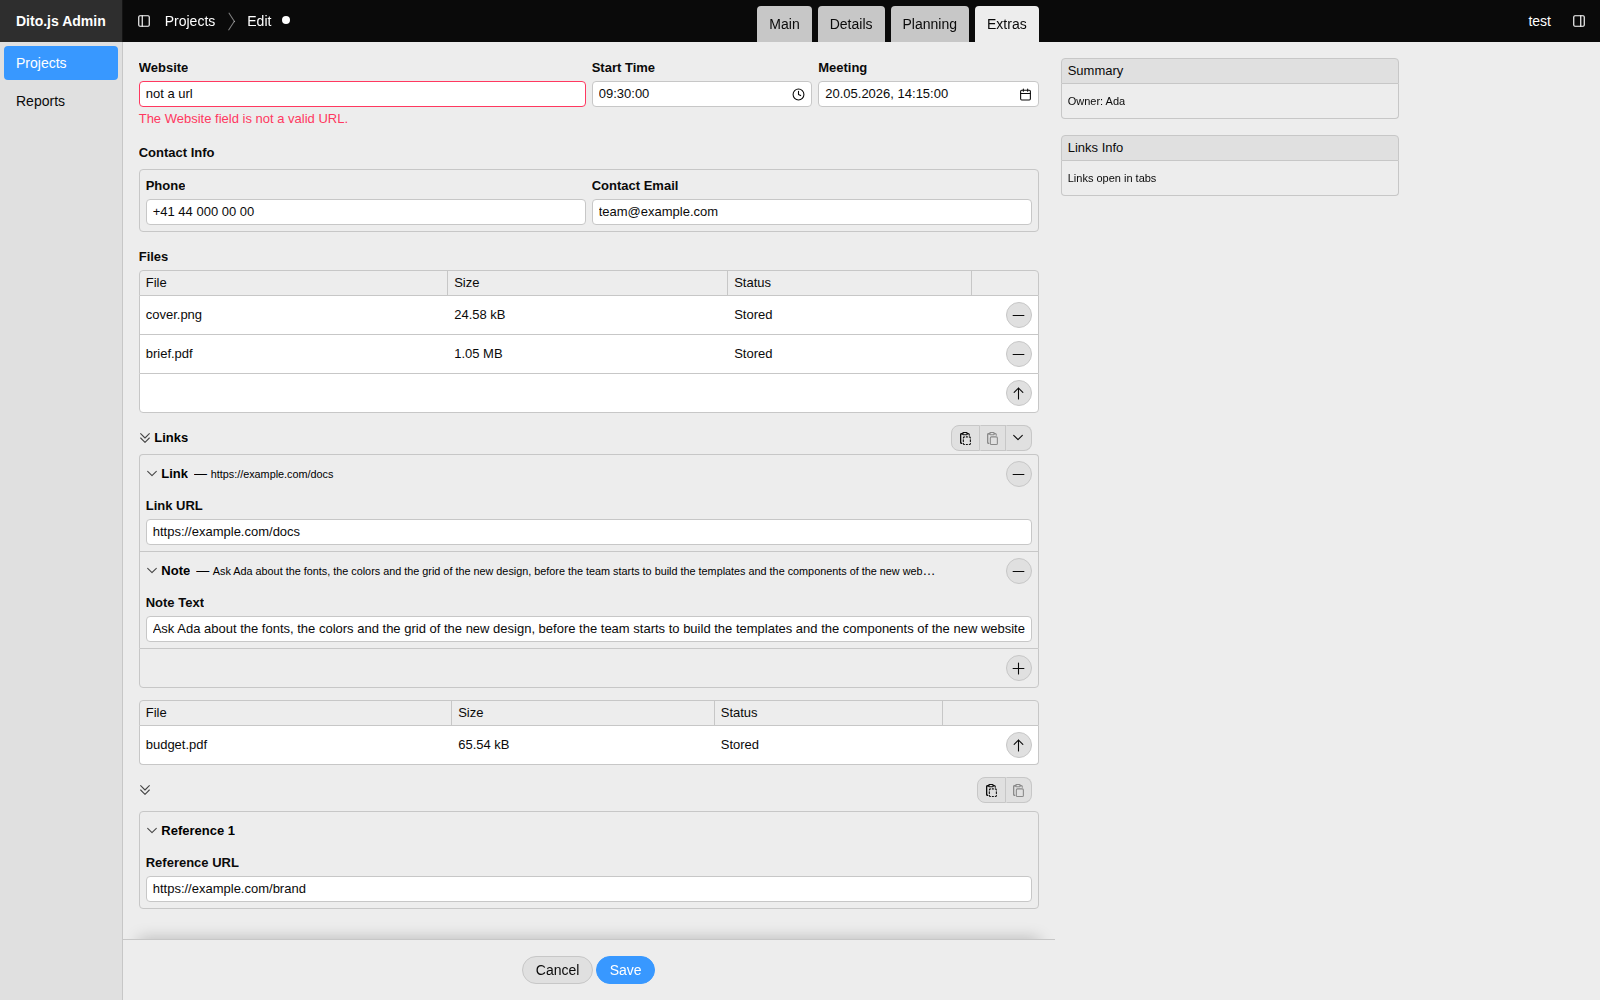 Dito.js Admin
Projects
Edit
Main
Details
Planning
Extras
test
Projects
Reports
Website
Start Time
Meeting
not a url
09:30:00
20.05.2026, 14:15:00
The Website field is not a valid URL.
Contact Info
Phone
Contact Email
+41 44 000 00 00
team@example.com
Files
File
Size
Status
cover.png
24.58 kB
Stored
brief.pdf
1.05 MB
Stored
Links
Link — https://example.com/docs
Link URL
https://example.com/docs
Note — Ask Ada about the fonts, the colors and the grid of the new design, before the team starts to build the templates and the components of the new web…
Note Text
Ask Ada about the fonts, the colors and the grid of the new design, before the team starts to build the templates and the components of the new website
File
Size
Status
budget.pdf
65.54 kB
Stored
Reference 1
Reference URL
https://example.com/brand
Cancel
Save
Summary
Owner: Ada
Links Info
Links open in tabs